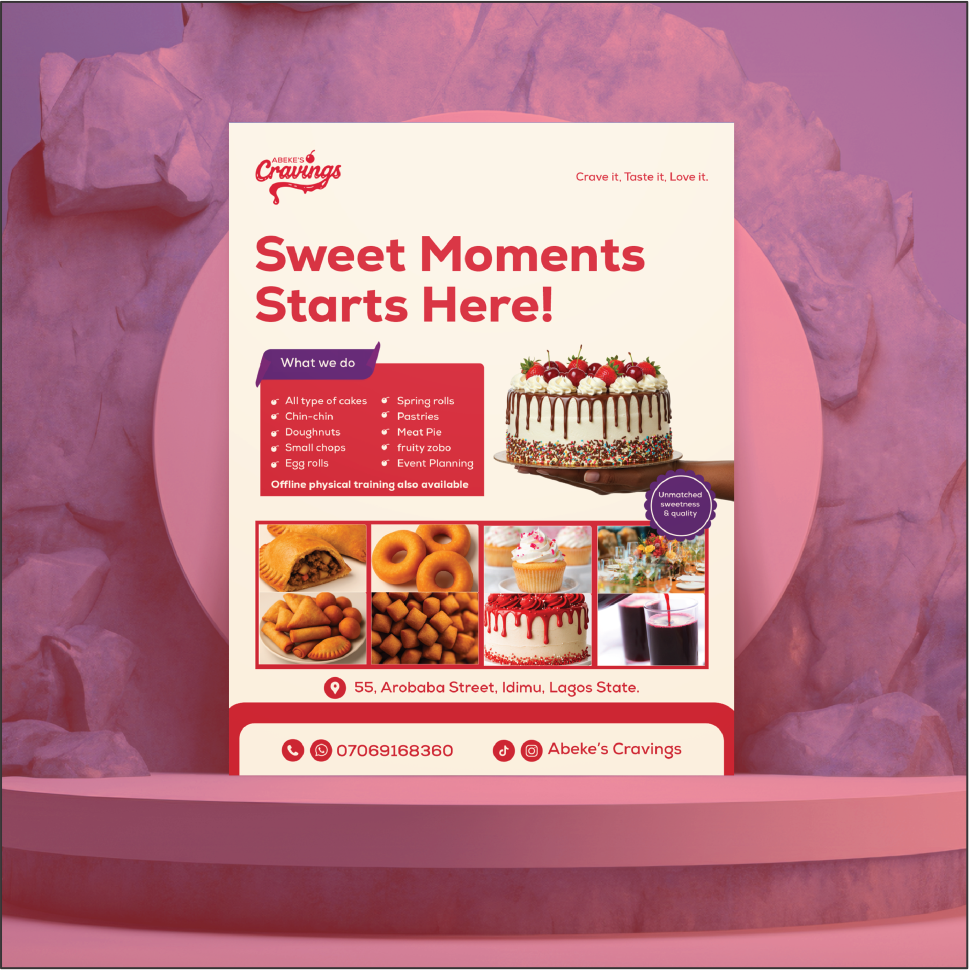 ABEKE'S
Cravings
Crave it, Taste it, Love it.
Sweet Moments
Starts Here!
What we do
All type of cakes
Chin-chin
Doughnuts
Small chops
Egg rolls
Spring rolls
Pastries
Meat Pie
fruity zobo
Event Planning
Offline physical training also available
Unmatched
sweetness
& quality
55, Arobaba Street, Idimu, Lagos State.
07069168360
Abeke's Cravings